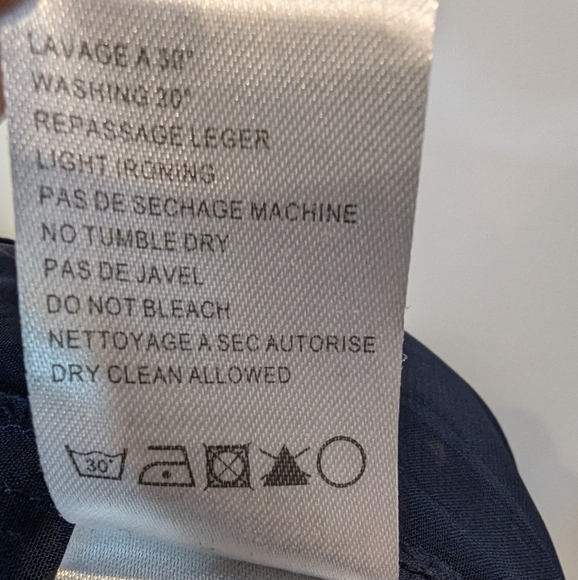 LAVAGE A 30°
WASHING 20°
REPASSAGE LEGER
LIGHT IRONING
PAS DE SECHAGE MACHINE
NO TUMBLE DRY
PAS DE JAVEL
DO NOT BLEACH
NETTOYAGE A SEC AUTORISE
DRY CLEAN ALLOWED
30°